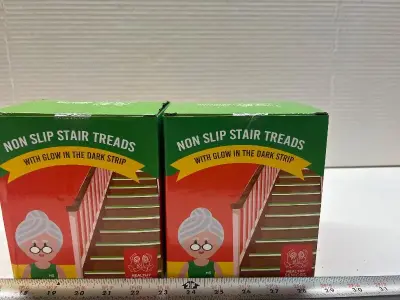 NON SLIP STAIR TREADS
WITH GLOW IN THE DARK STRIP
NON SLIP STAIR TREADS
WITH GLOW IN THE DARK STRIP